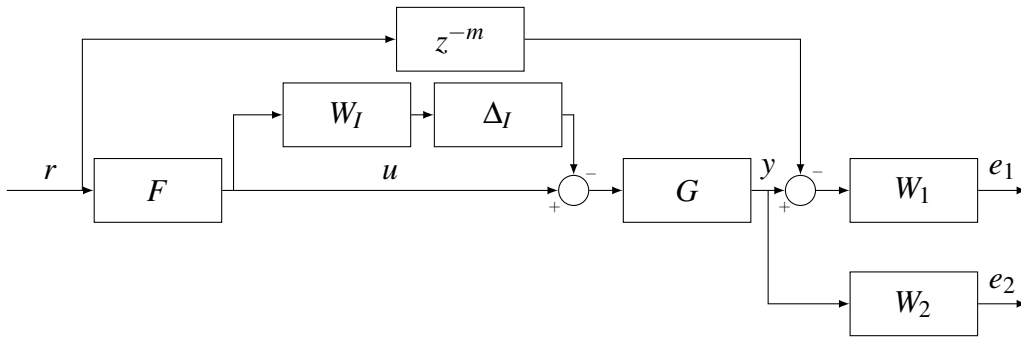 z^{-m}
W_I Δ_I
r F u − G y − W_1 e_1
+ +
W_2 e_2